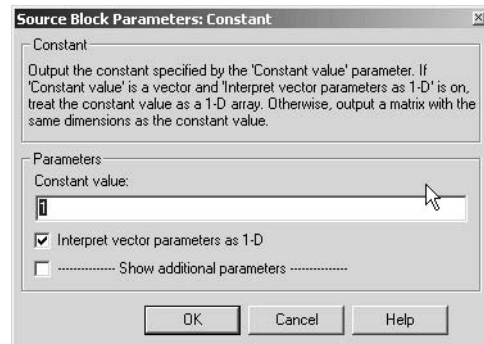 Source Block Parameters: Constant
Constant
Output the constant specified by the 'Constant value' parameter. If
'Constant value' is a vector and 'Interpret vector parameters as 1-D' is on,
treat the constant value as a 1-D array. Otherwise, output a matrix with the
same dimensions as the constant value.
Parameters
Constant value:
1
Interpret vector parameters as 1-D
-------------- Show additional parameters --------------
OK Cancel Help